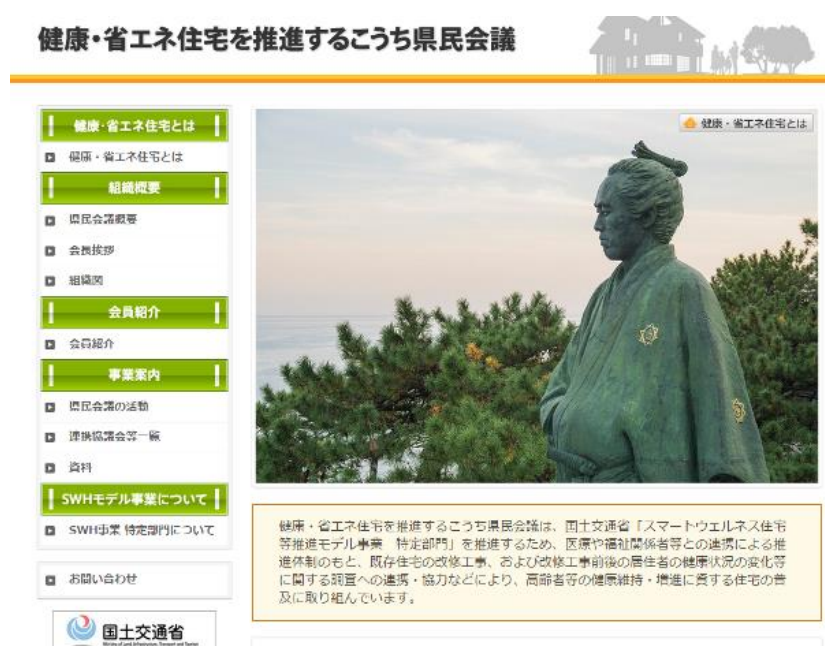 健康・省エネ住宅を推進するこうち県民会議
健康・省エネ住宅とは
健康・省エネ住宅とは
組織概要
県民会議概要
会長挨拶
組織図
会員紹介
会員紹介
事業案内
県民会議の活動
連携協議会等一覧
資料
SWHモデル事業について
SWH事業 特定部門について
お問い合わせ
国土交通省
Ministry of Land, Infrastructure, Transport and Tourism
健康・省エネ住宅とは
健康・省エネ住宅を推進するこうち県民会議は、国土交通省「スマートウェルネス住宅
等推進モデル事業　特定部門」を推進するため、医療や福祉関係者等との連携による推
進体制のもと、既存住宅の改修工事、および改修工事前後の居住者の健康状況の変化等
に関する調査への連携・協力などにより、高齢者等の健康維持・増進に資する住宅の普
及に取り組んでいます。